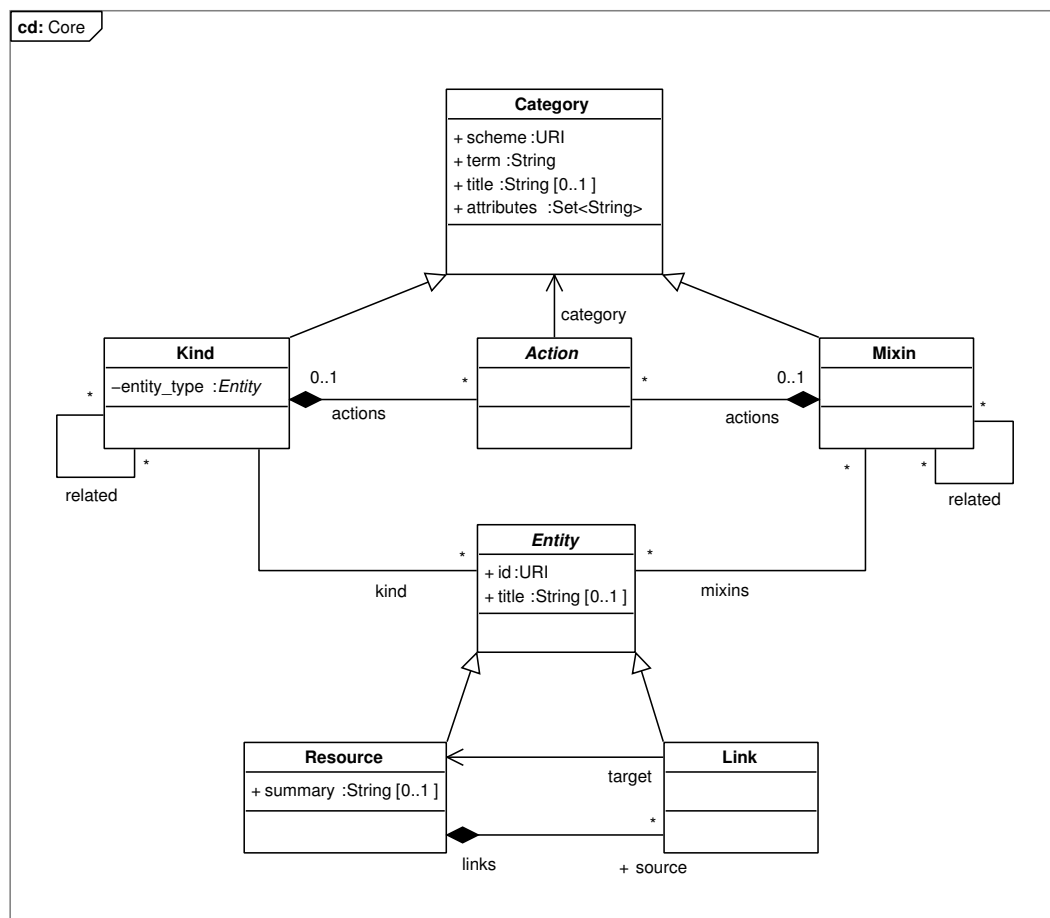 cd: Core
Category
+ scheme :URI
+ term :String
+ title :String [0..1 ]
+ attributes :Set<String>
category
Kind
–entity_type :Entity
0..1
*
actions
Action
*
0..1
actions
Mixin
*
*
related
*
*
related
*
Entity
+ id :URI
+ title :String [0..1 ]
*
kind
*
mixins
Resource
+ summary :String [0..1 ]
target
Link
*
links
+ source